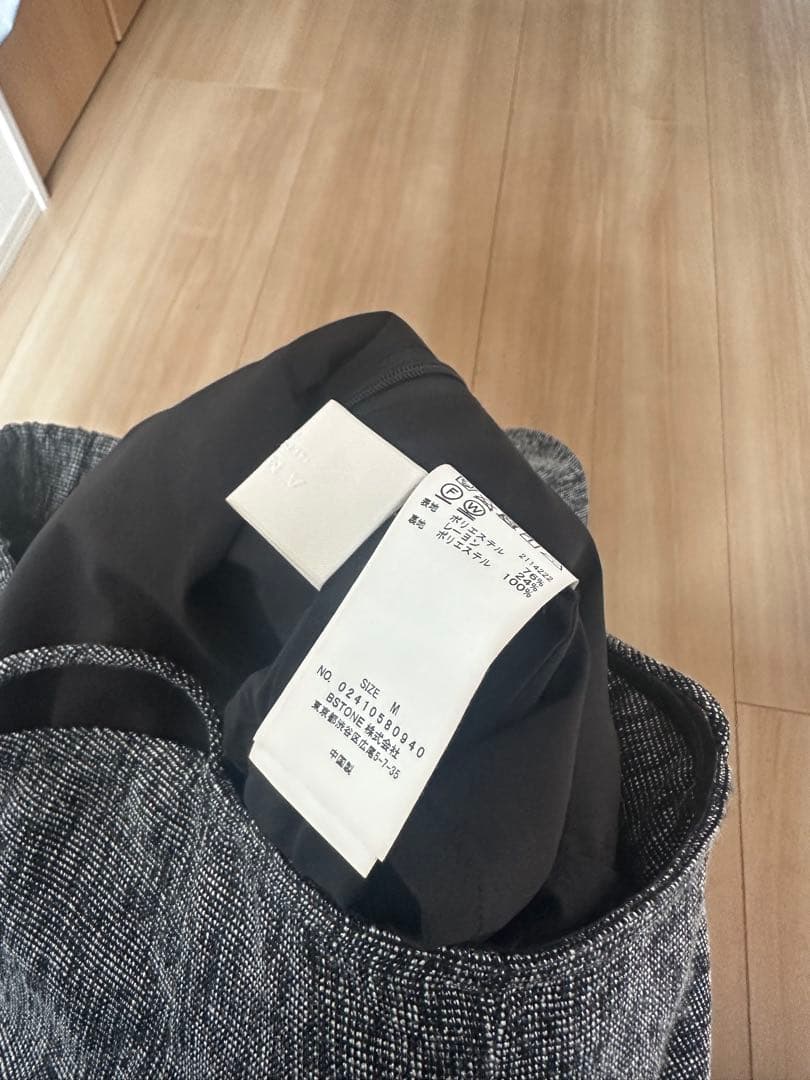 F
W
2114222
表地 ポリエステル 76%
レーヨン 24%
裏地 ポリエステル 100%
SIZE M
NO. 02410580940
BSTONE 株式会社
東京都渋谷区広尾5-7-35
中国製